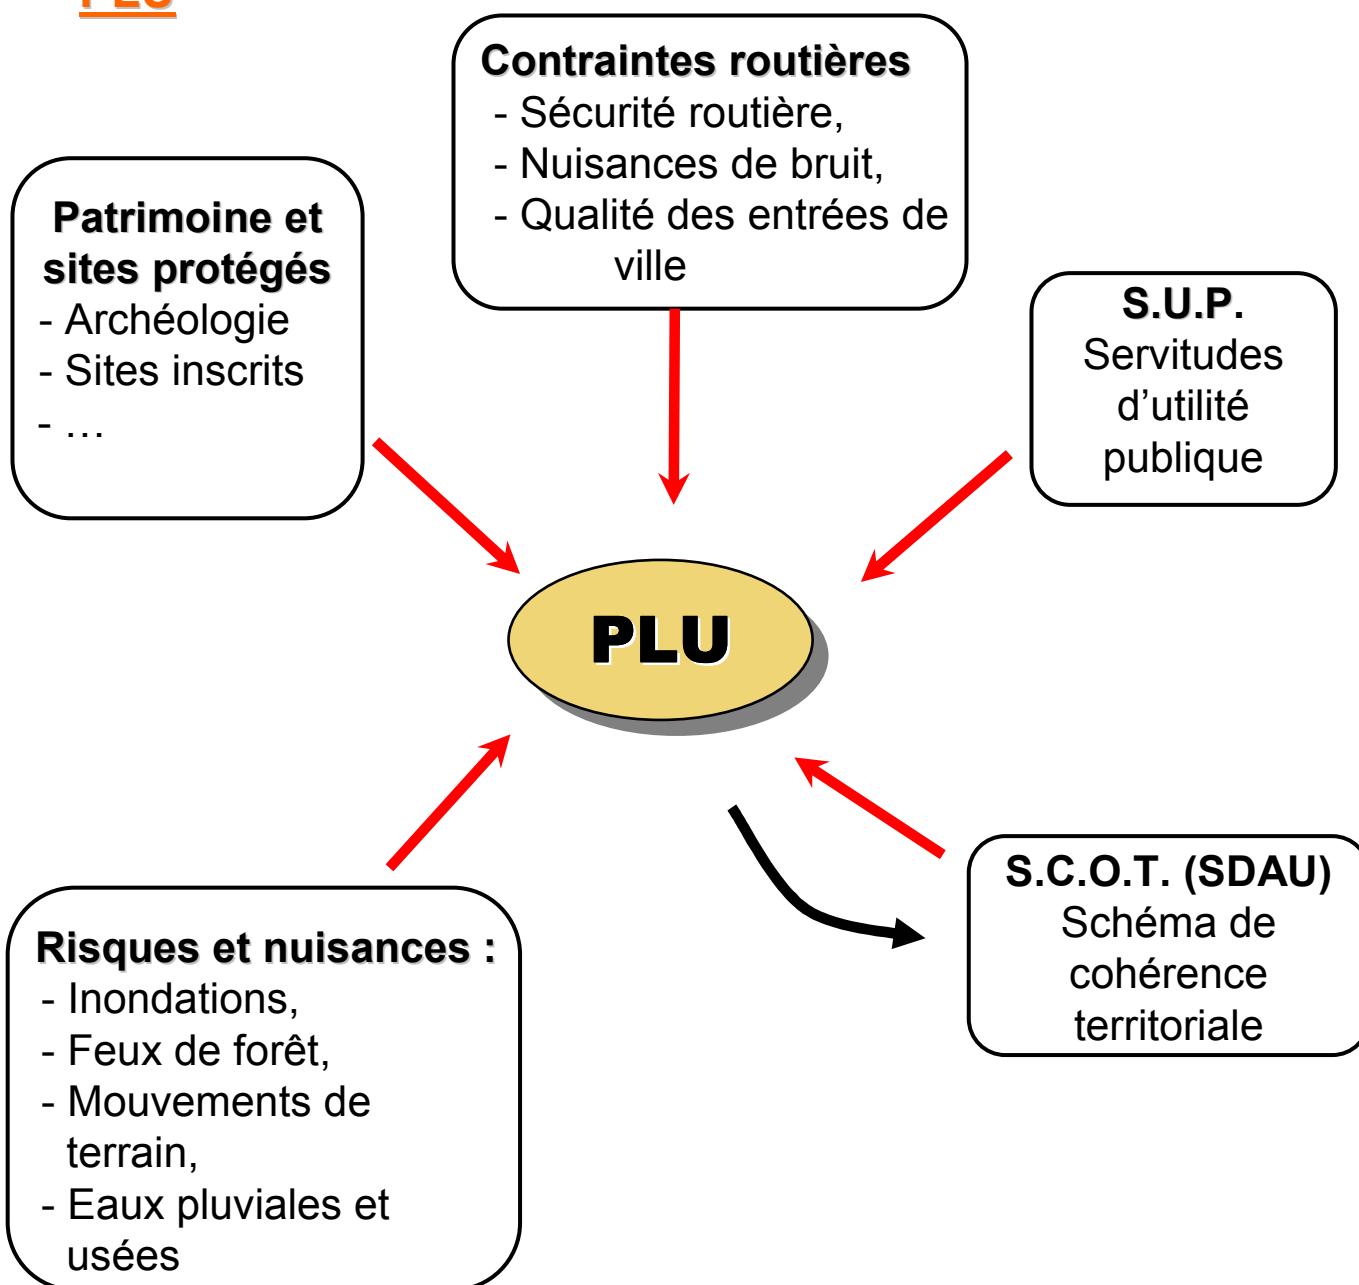 PLU
Contraintes routières
- Sécurité routière,
- Nuisances de bruit,
- Qualité des entrées de
ville
Patrimoine et
sites protégés
- Archéologie
- Sites inscrits
- …
S.U.P.
Servitudes
d’utilité
publique
PLU
Risques et nuisances :
- Inondations,
- Feux de forêt,
- Mouvements de
terrain,
- Eaux pluviales et
usées
S.C.O.T. (SDAU)
Schéma de
cohérence
territoriale